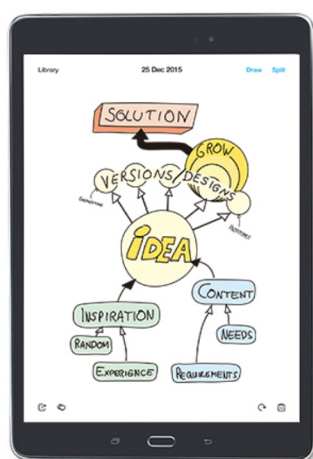 Library 25 Dec 2015 Draw Split
SOLUTION
GROW
VERSIONS/DESIGNS
IDEA
CONTENT
INSPIRATION
NEEDS
RANDOM
EXPERIENCE
REQUIREMENTS